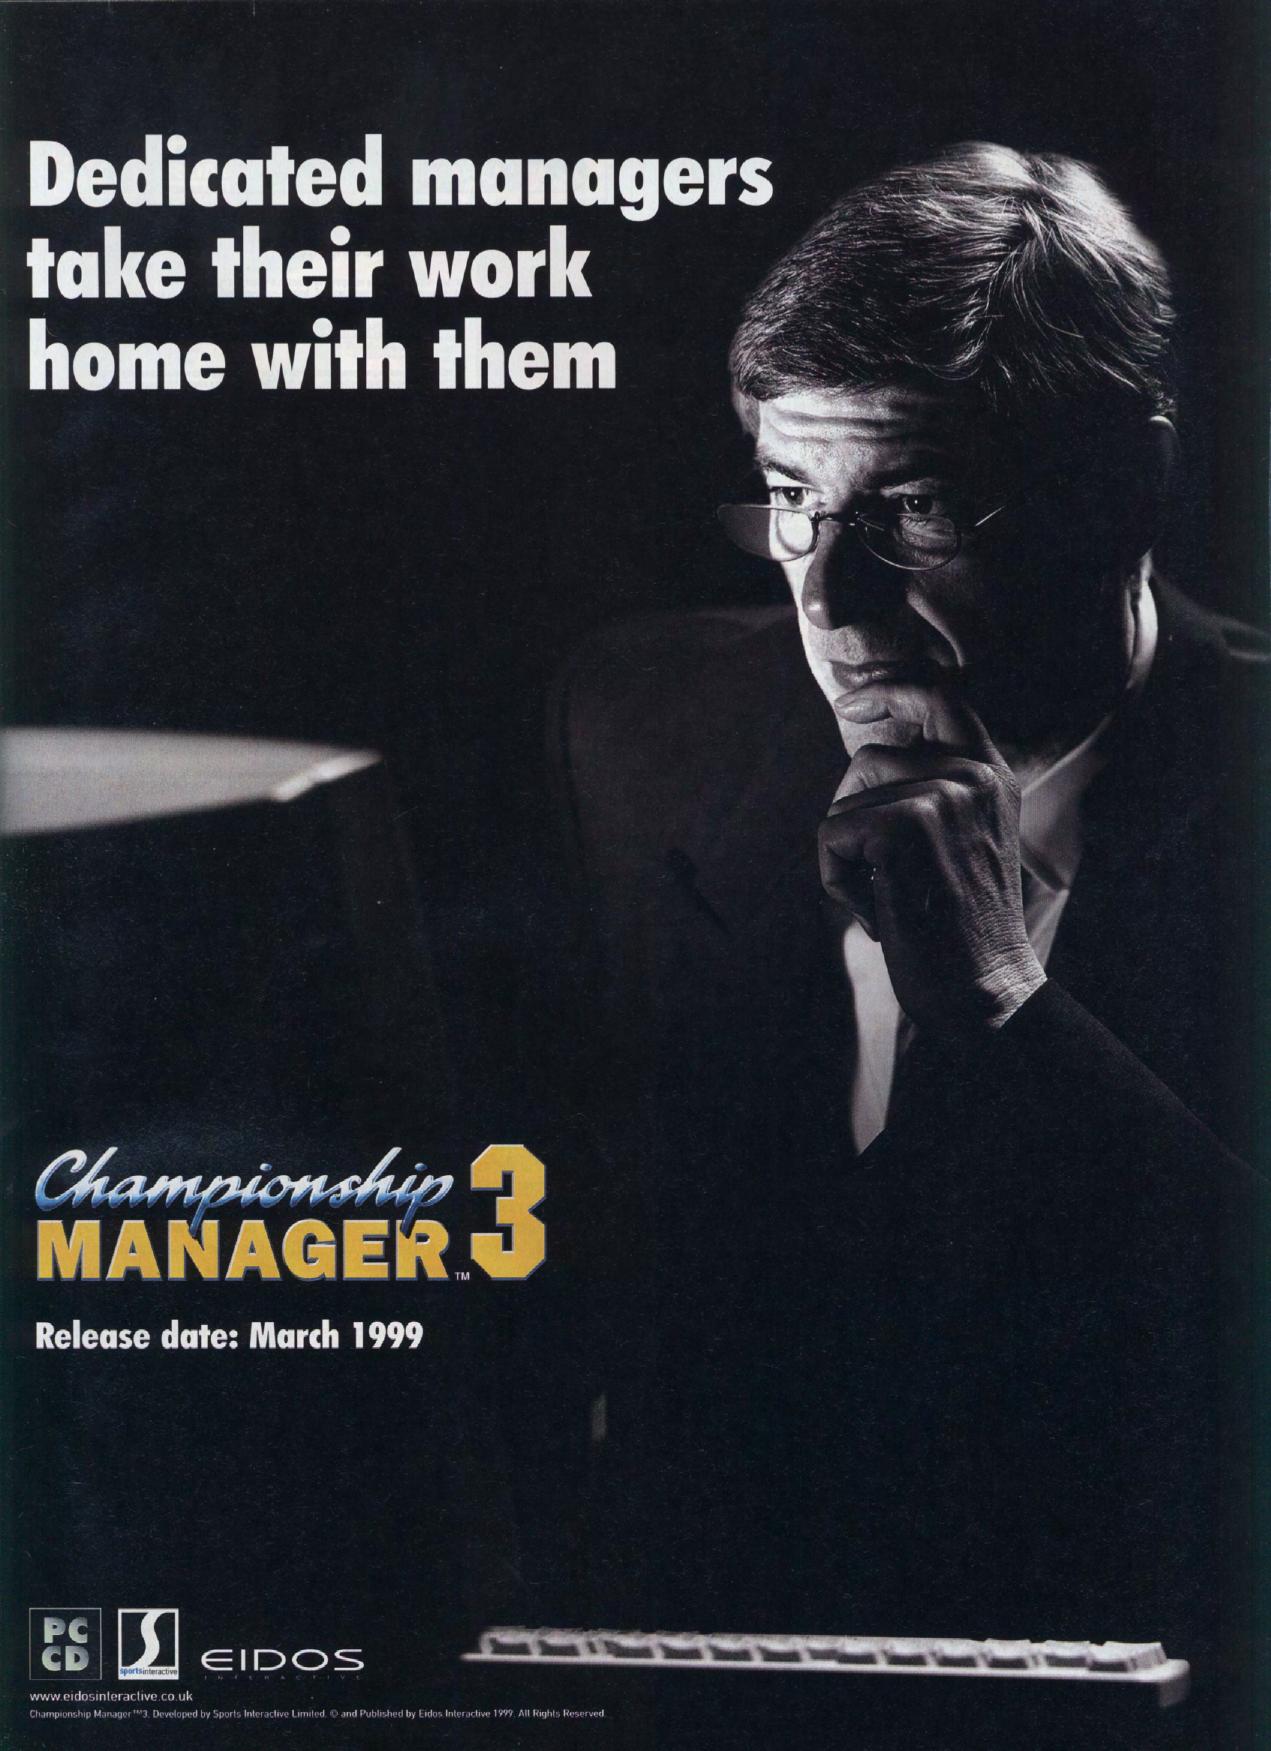 Dedicated managers
take their work
home with them
Championship
MANAGER™ 3
Release date: March 1999
PC
CD
S
sportsinteractive
EIDOS
INTERACTIVE
www.eidosinteractive.co.uk
Championship Manager™3. Developed by Sports Interactive Limited. © and Published by Eidos Interactive 1999. All Rights Reserved.